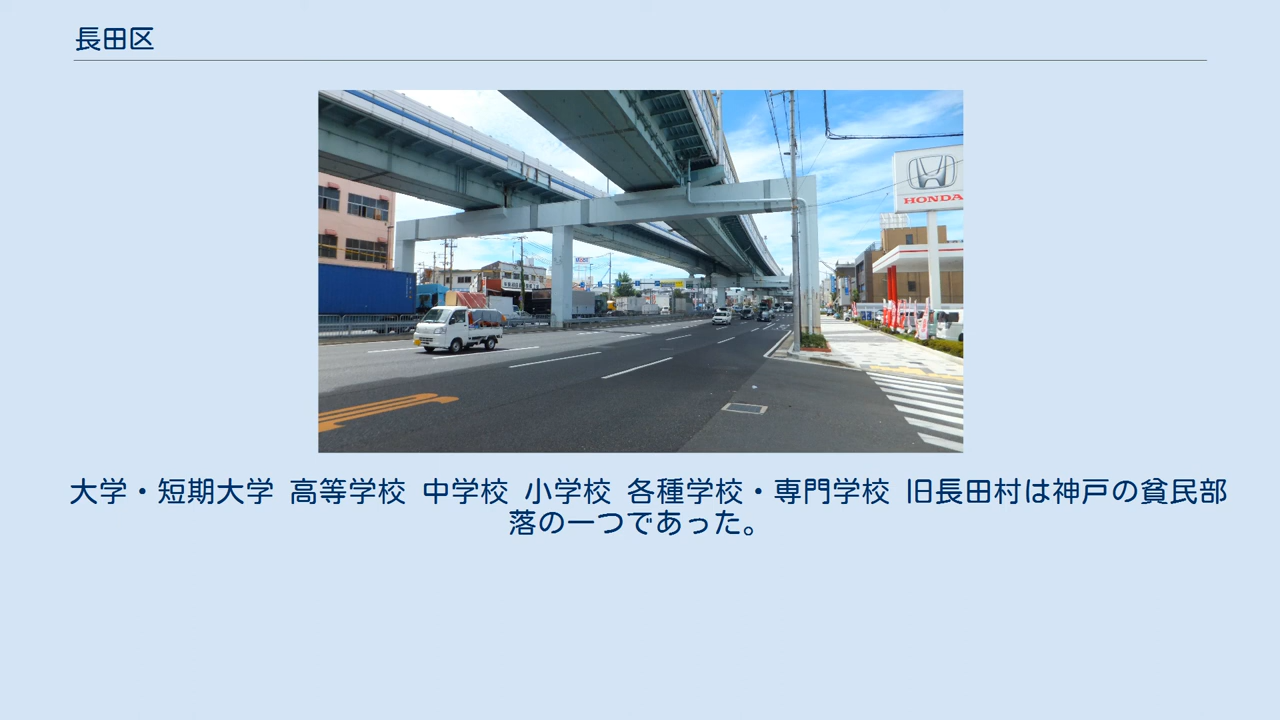 長田区
HONDA
大学・短期大学 高等学校 中学校 小学校 各種学校・専門学校 旧長田村は神戸の貧民部
落の一つであった。